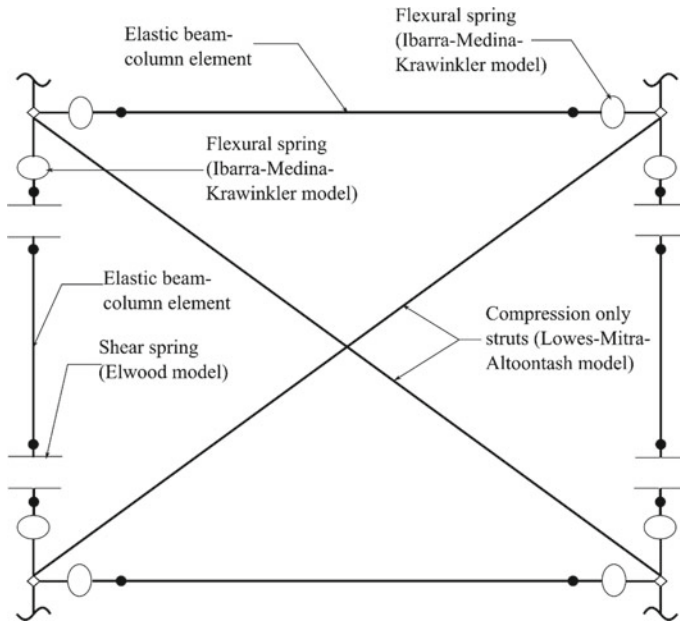 Elastic beam-
column element
Flexural spring
(Ibarra-Medina-
Krawinkler model)
Flexural spring
(Ibarra-Medina-
Krawinkler model)
Elastic beam-
column element
Shear spring
(Elwood model)
Compression only
struts (Lowes-Mitra-
Altoontash model)